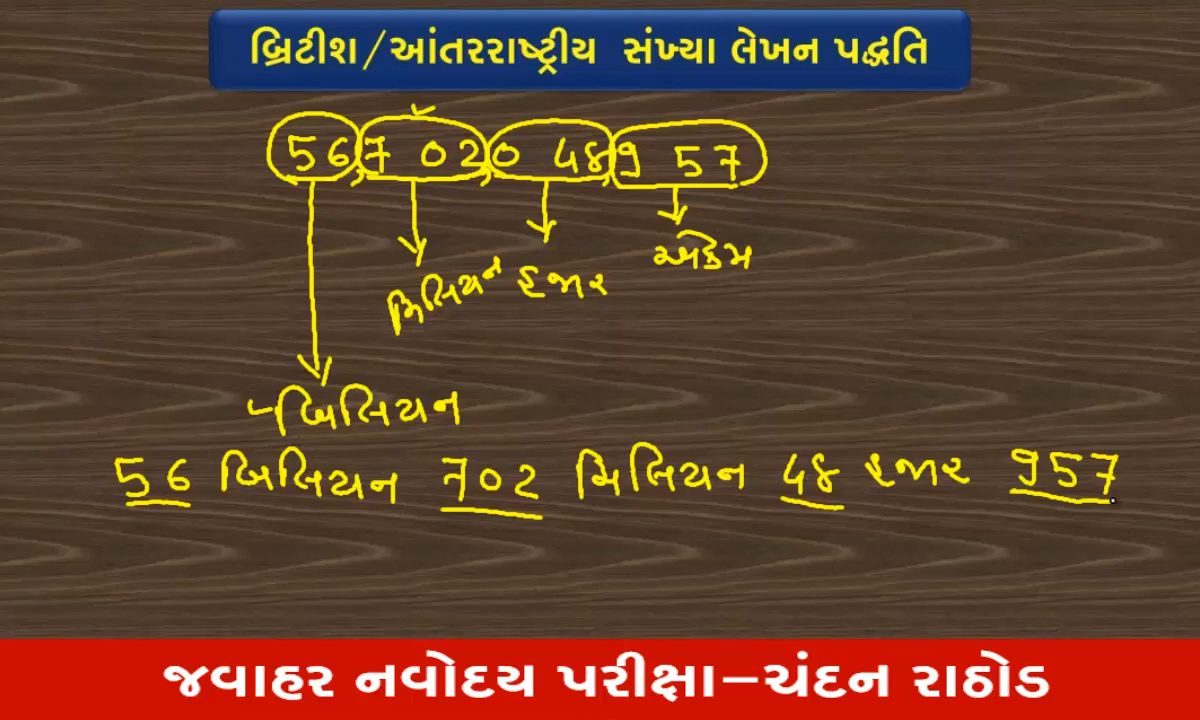 બ્રિટીશ/આંતરરાષ્ટ્રીય સંખ્યા લેખન પદ્ધતિ
56,702,048,957
મિલિયન હજાર એકમ
બિલિયન
56 બિલિયન 702 મિલિયન 48 હજાર 957
જવાહર નવોદય પરીક્ષા–ચંદન રાઠોડ